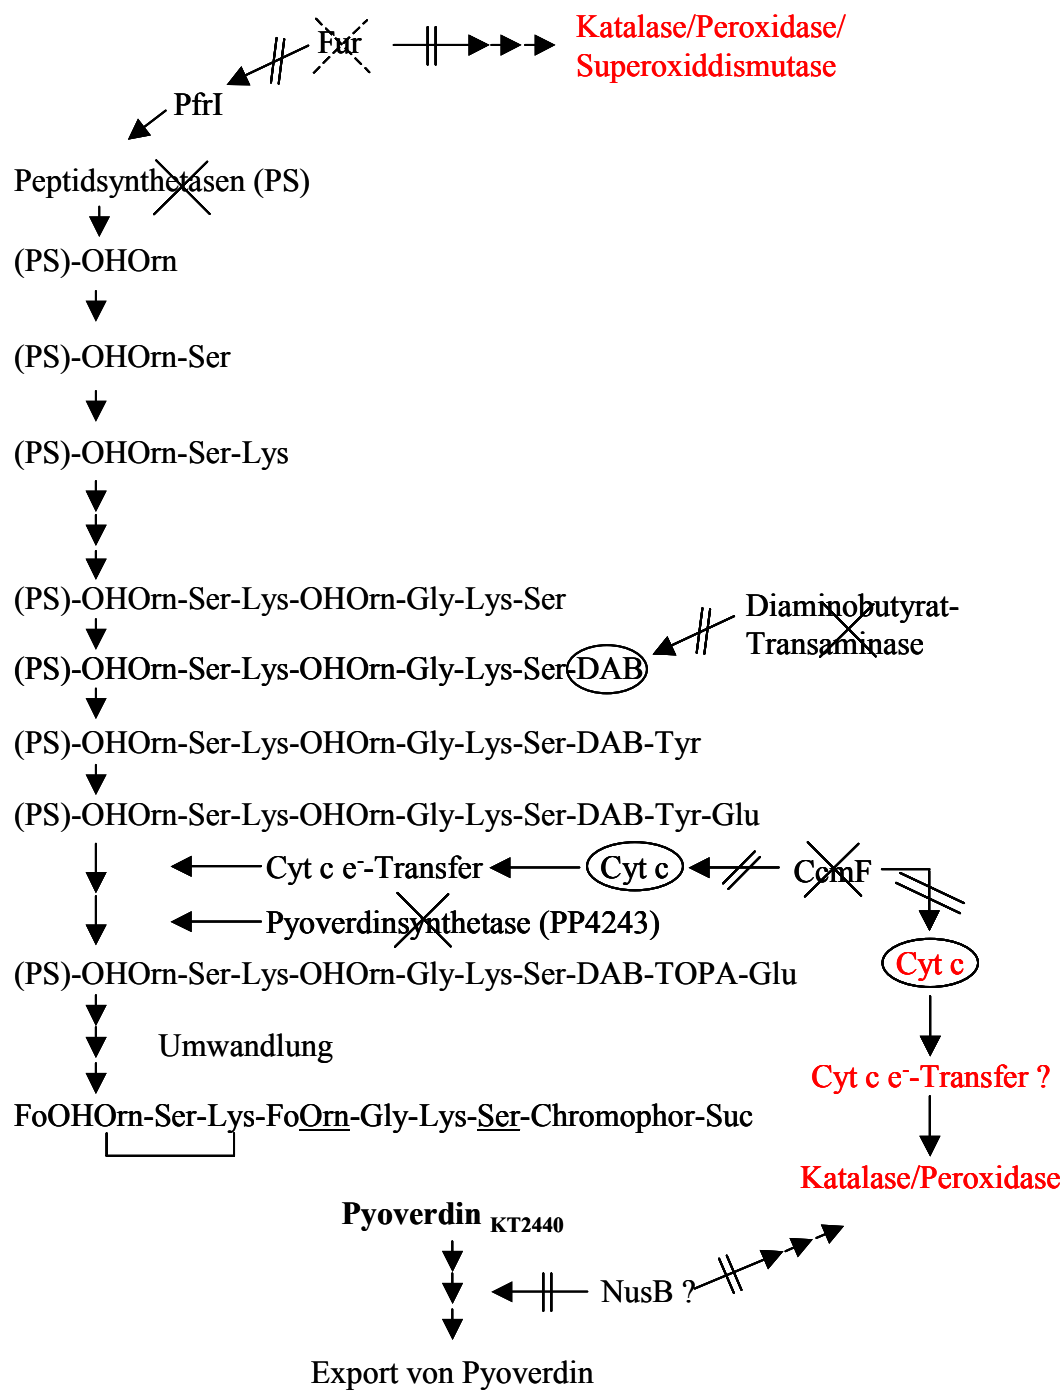 Fur
Katalase/Peroxidase/
Superoxiddismutase
PfrI
Peptidsynthetasen (PS)
(PS)-OHOrn
(PS)-OHOrn-Ser
(PS)-OHOrn-Ser-Lys
(PS)-OHOrn-Ser-Lys-OHOrn-Gly-Lys-Ser
Diaminobutyrat-
Transaminase
(PS)-OHOrn-Ser-Lys-OHOrn-Gly-Lys-Ser-DAB
(PS)-OHOrn-Ser-Lys-OHOrn-Gly-Lys-Ser-DAB-Tyr
(PS)-OHOrn-Ser-Lys-OHOrn-Gly-Lys-Ser-DAB-Tyr-Glu
Cyt c e⁻-Transfer
Cyt c
CcmF
Pyoverdinsynthetase (PP4243)
(PS)-OHOrn-Ser-Lys-OHOrn-Gly-Lys-Ser-DAB-TOPA-Glu
Cyt c
Umwandlung
Cyt c e⁻-Transfer ?
FoOHOrn-Ser-Lys-FoOrn-Gly-Lys-Ser-Chromophor-Suc
Katalase/Peroxidase
Pyoverdin KT2440
NusB ?
Export von Pyoverdin